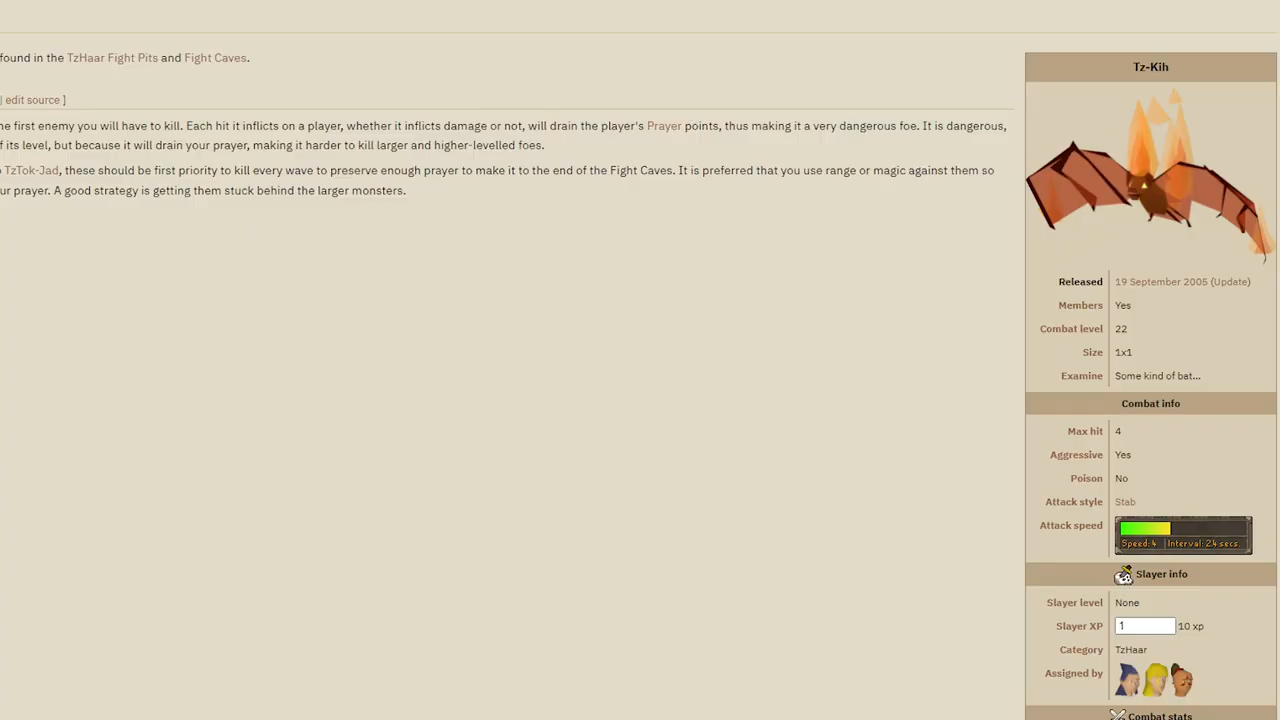 found in the TzHaar Fight Pits and Fight Caves.
| edit source ]
ne first enemy you will have to kill. Each hit it inflicts on a player, whether it inflicts damage or not, will drain the player's Prayer points, thus making it a very dangerous foe. It is dangerous,
f its level, but because it will drain your prayer, making it harder to kill larger and higher-levelled foes.
o TzTok-Jad, these should be first priority to kill every wave to preserve enough prayer to make it to the end of the Fight Caves. It is preferred that you use range or magic against them so
ur prayer. A good strategy is getting them stuck behind the larger monsters.
Tz-Kih
Released 19 September 2005 (Update)
Members Yes
Combat level 22
Size 1x1
Examine Some kind of bat...
Combat info
Max hit 4
Aggressive Yes
Poison No
Attack style Stab
Attack speed
Speed: 4 Interval: 2.4 secs.
Slayer info
Slayer level None
Slayer XP 1 10 xp
Category TzHaar
Assigned by
Combat stats